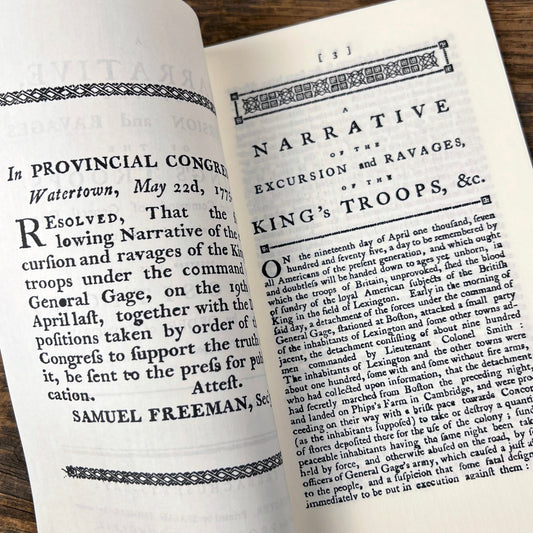 In PROVINCIAL CONGRE
Watertown, May 22d, 177
RESOLVED, That the
lowing Narrative of the
curſion and ravages of the Kin
troops under the command
General Gage, on the 19th
April laſt, together with the
poſitions taken by order of
Congreſs to ſupport the truth
it, be ſent to the preſs for pub
cation. Atteſt.
SAMUEL FREEMAN, Sec
[ 3 ]
A
NARRATIVE
OF THE
EXCURSION and RAVAGES,
OF THE
KING's TROOPS, &c.
ON the nineteenth day of April one thouſand, ſeven
hundred and ſeventy five, a day to be remembered by
all Americans of the preſent generation, and which ought
and doubtleſs will be handed down to ages yet unborn, in
which the troops of Britain, unprovoked, ſhed the blood
of ſundry of the loyal American ſubjects of the Britiſh
King in the field of Lexington. Early in the morning of
ſaid day, a detachment of the forces under the command of
General Gage, ſtationed at Boſton, attacked a ſmall party
of the inhabitants of Lexington and ſome other towns ad-
jacent, the detachment conſiſting of about nine hundred
men, commanded by Lieutenant Colonel Smith :
The inhabitants of Lexington and the other towns were
about one hundred, ſome with and ſome without fire arms,
who had collected upon information, that the detachment
had ſecretly marched from Boſton the preceding night,
and landed on Phips's Farm in Cambridge, and were pro-
ceeding on their way with a briſk pace towards Concord
(as the inhabitants ſuppoſed) to take or deſtroy a quant
of ſtores depoſited there for the uſe of the colony ; ſund
peaceable inhabitants having the ſame night been tak
held by force, and otherwiſe abuſed on the road, by ſ
officers of General Gage's army, which cauſed a juſt a
to the people, and a ſuſpicion that ſome fatal deſign
immediately to be put in execution againſt them :